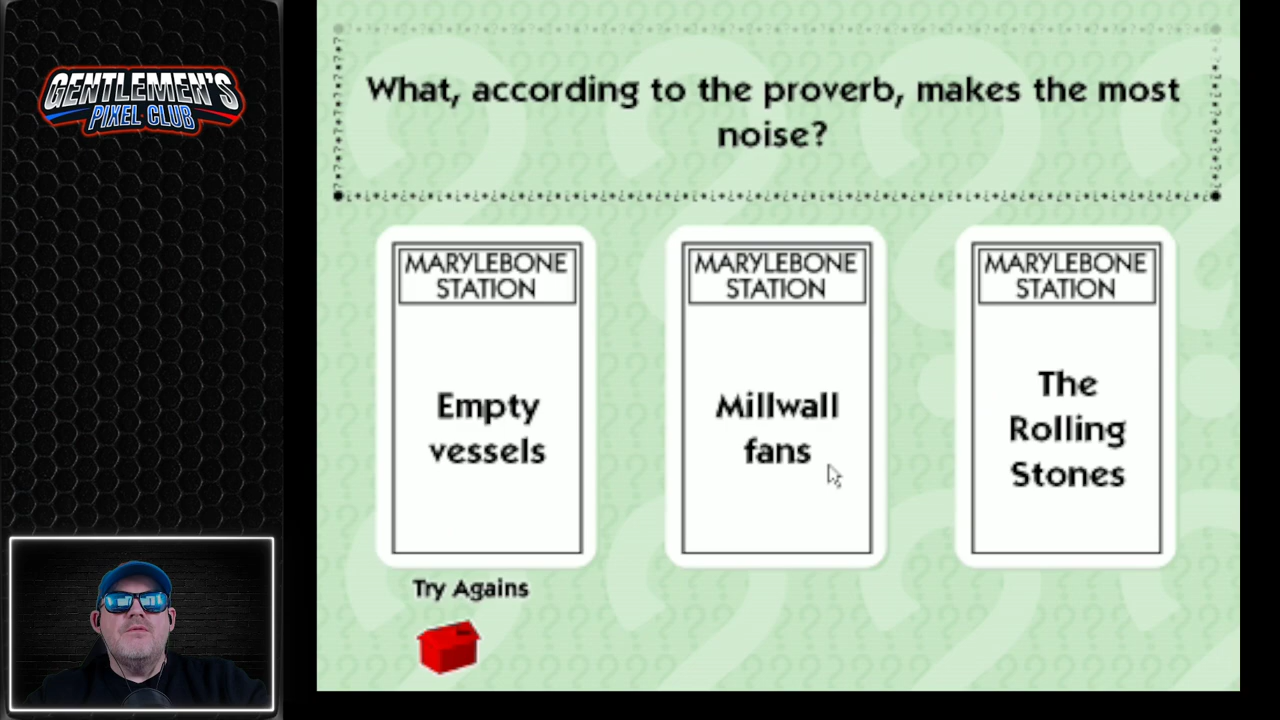 GENTLEMEN'S
PIXEL CLUB
What, according to the proverb, makes the most
noise?
MARYLEBONE
STATION
Empty
vessels
MARYLEBONE
STATION
Millwall
fans
MARYLEBONE
STATION
The
Rolling
Stones
Try Agains